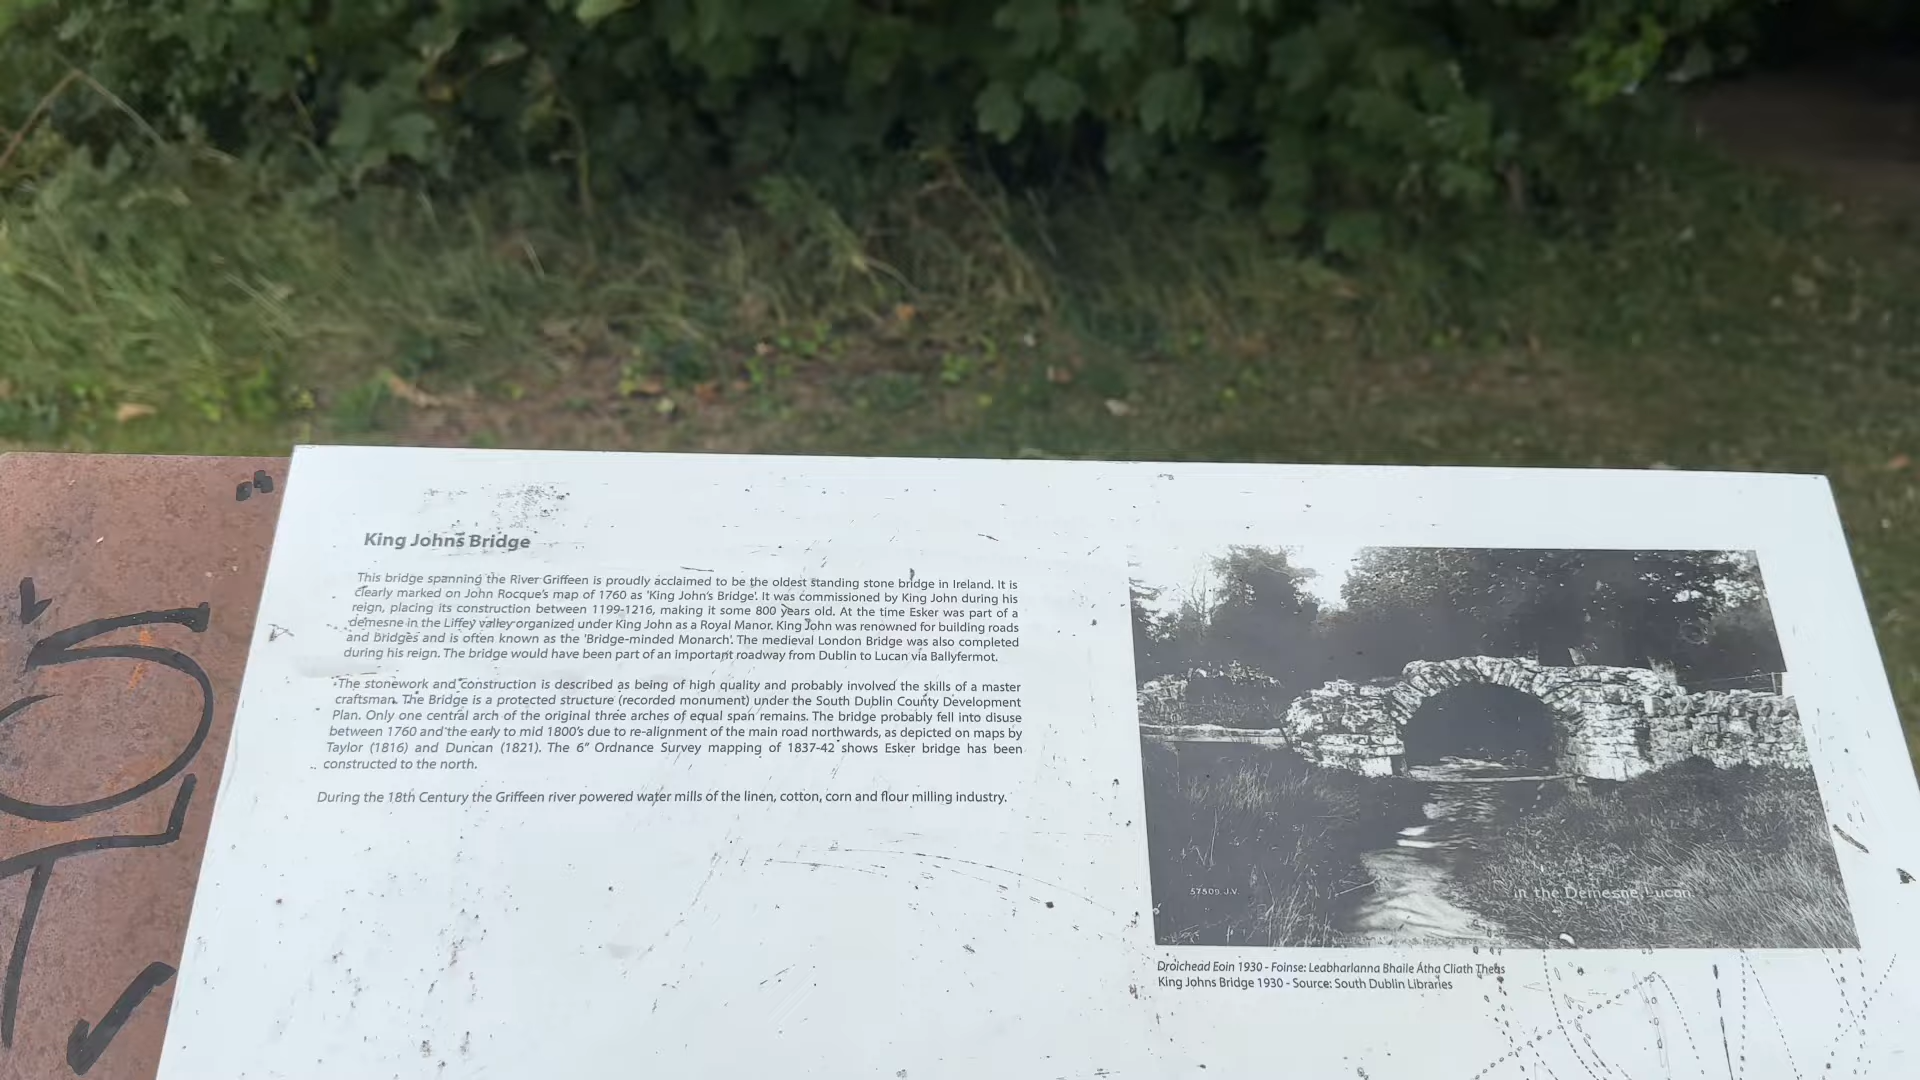 King Johns Bridge
This bridge spanning the River Griffeen is proudly acclaimed to be the oldest standing stone bridge in Ireland. It is
clearly marked on John Rocque's map of 1760 as 'King John's Bridge'. It was commissioned by King John during his
reign, placing its construction between 1199-1216, making it some 800 years old. At the time Esker was part of a
demesne in the Liffey valley organized under King John as a Royal Manor. King John was renowned for building roads
and bridges and is often known as the 'Bridge-minded Monarch'. The medieval London Bridge was also completed
during his reign. The bridge would have been part of an important roadway from Dublin to Lucan via Ballyfermot.
The stonework and construction is described as being of high quality and probably involved the skills of a master
craftsman. The Bridge is a protected structure (recorded monument) under the South Dublin County Development
Plan. Only one central arch of the original three arches of equal span remains. The bridge probably fell into disuse
between 1760 and the early to mid 1800's due to re-alignment of the main road northwards, as depicted on maps by
Taylor (1816) and Duncan (1821). The 6" Ordnance Survey mapping of 1837-42 shows Esker bridge has been
constructed to the north.
During the 18th Century the Griffeen river powered water mills of the linen, cotton, corn and flour milling industry.
57509. J.V.
in the Demesne, Lucan.
Droichead Eoin 1930 - Foinse: Leabharlanna Bhaile Átha Cliath Theas
King Johns Bridge 1930 - Source: South Dublin Libraries